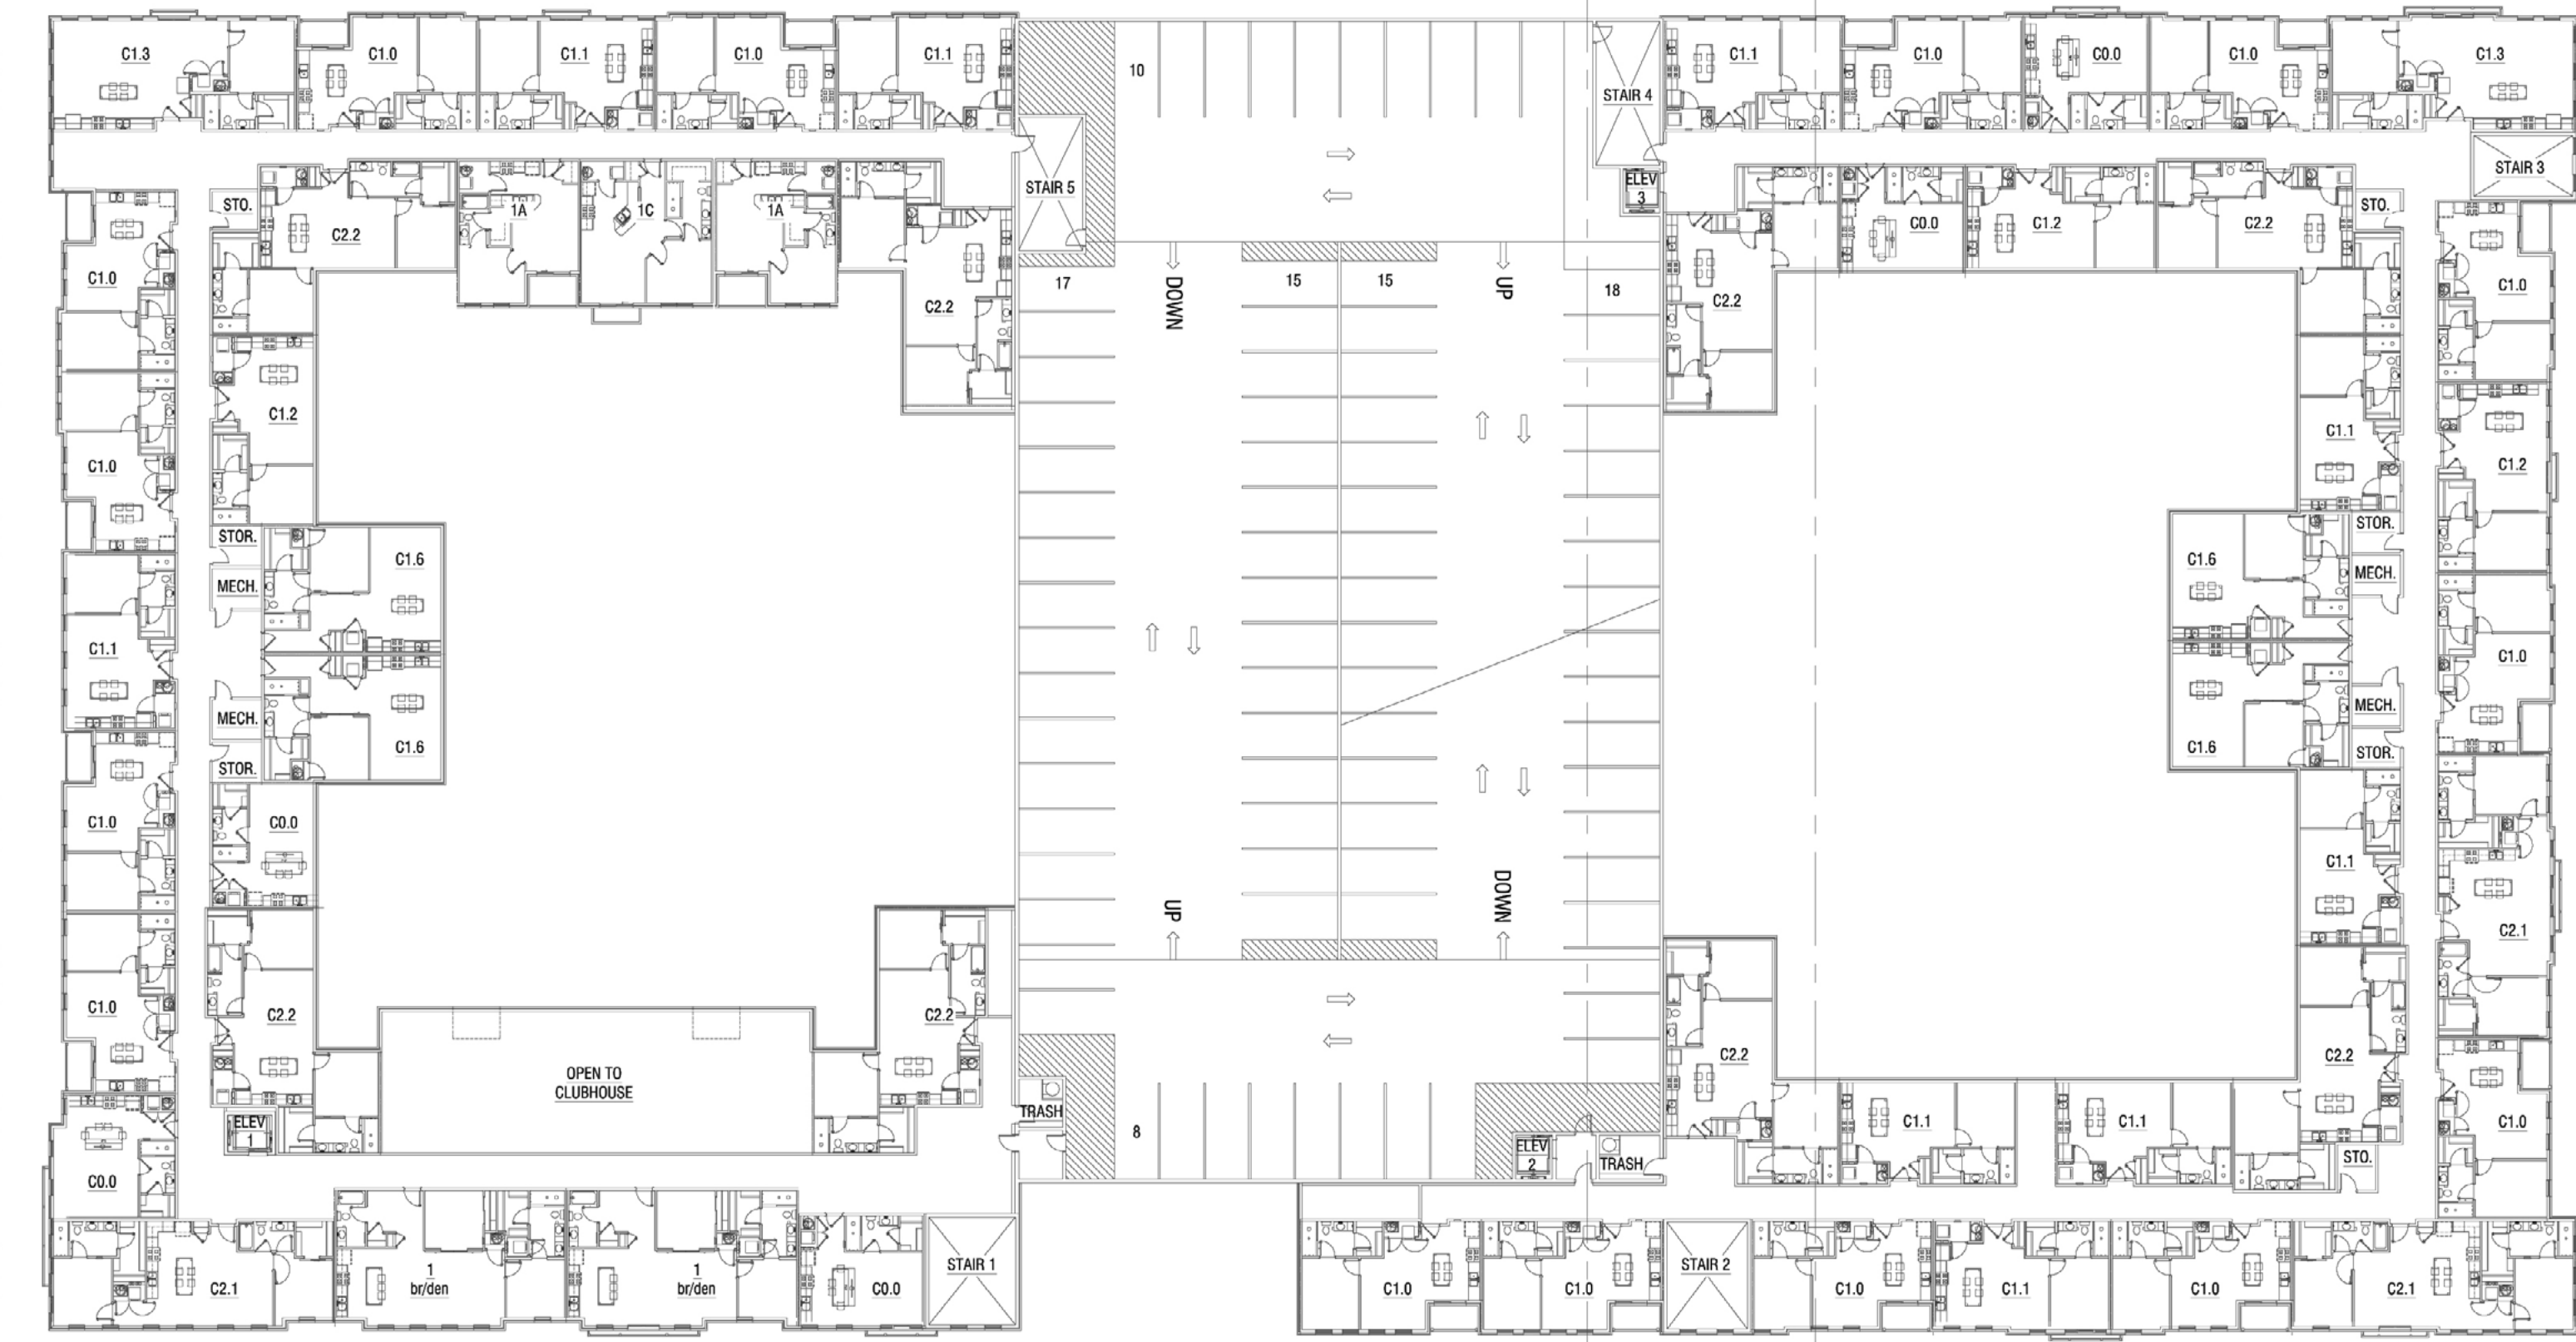 C1.3
C1.0
C1.1
C1.0
C1.1
10
STAIR 4
C1.1
C1.0
C0.0
C1.0
C1.3
STAIR 3
STO.
C2.2
1A
1C
1A
STAIR 5
ELEV
3
C0.0
C1.2
C2.2
STO.
C1.0
C2.2
17
DOWN
15
15
UP
18
C2.2
C1.0
C1.2
C1.0
C1.1
C1.2
STOR.
MECH.
C1.6
C1.6
STOR.
MECH.
C1.1
MECH.
STOR.
C1.6
C1.0
C1.6
MECH.
STOR.
C1.0
C0.0
C1.1
UP
DOWN
C2.1
C1.0
C2.2
C2.2
C2.2
C2.2
OPEN TO
CLUBHOUSE
ELEV
1
TRASH
8
ELEV
2
TRASH
C1.1
C1.1
STO.
C1.0
C0.0
C2.1
1
br/den
1
br/den
C0.0
STAIR 1
C1.0
C1.0
STAIR 2
C1.0
C1.1
C1.0
C2.1